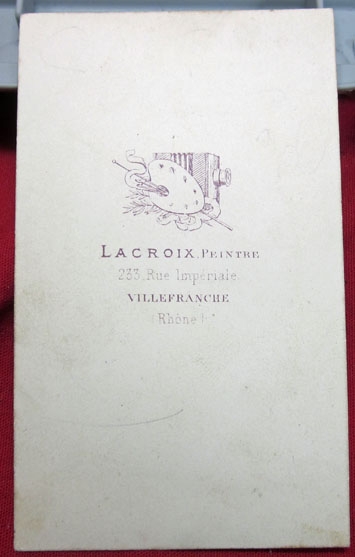 LACROIX, PEINTRE
233, Rue Impériale
VILLEFRANCHE
(Rhône)